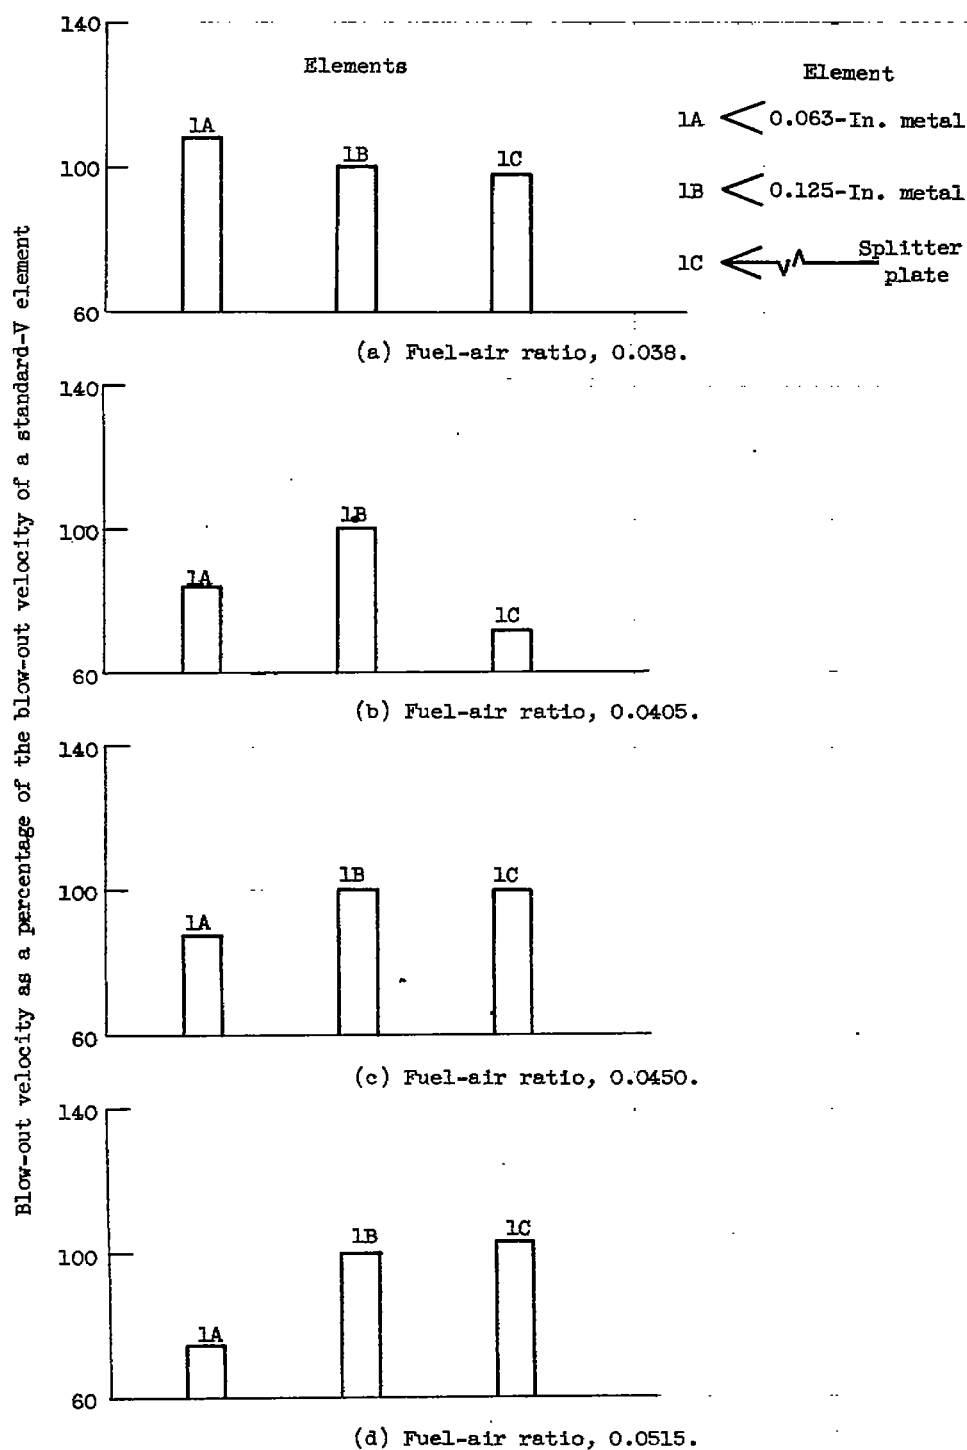 Blow-out velocity as a percentage of the blow-out velocity of a standard-V element
140
Elements
Element
1A
1A 0.063-In. metal
1B
1C
100
1B 0.125-In. metal
1C Splitter
plate
60
(a) Fuel-air ratio, 0.038.
140
1B
100
1A
1C
60
(b) Fuel-air ratio, 0.0405.
140
1B
1C
100
1A
60
(c) Fuel-air ratio, 0.0450.
140
1C
1B
100
1A
60
(d) Fuel-air ratio, 0.0515.